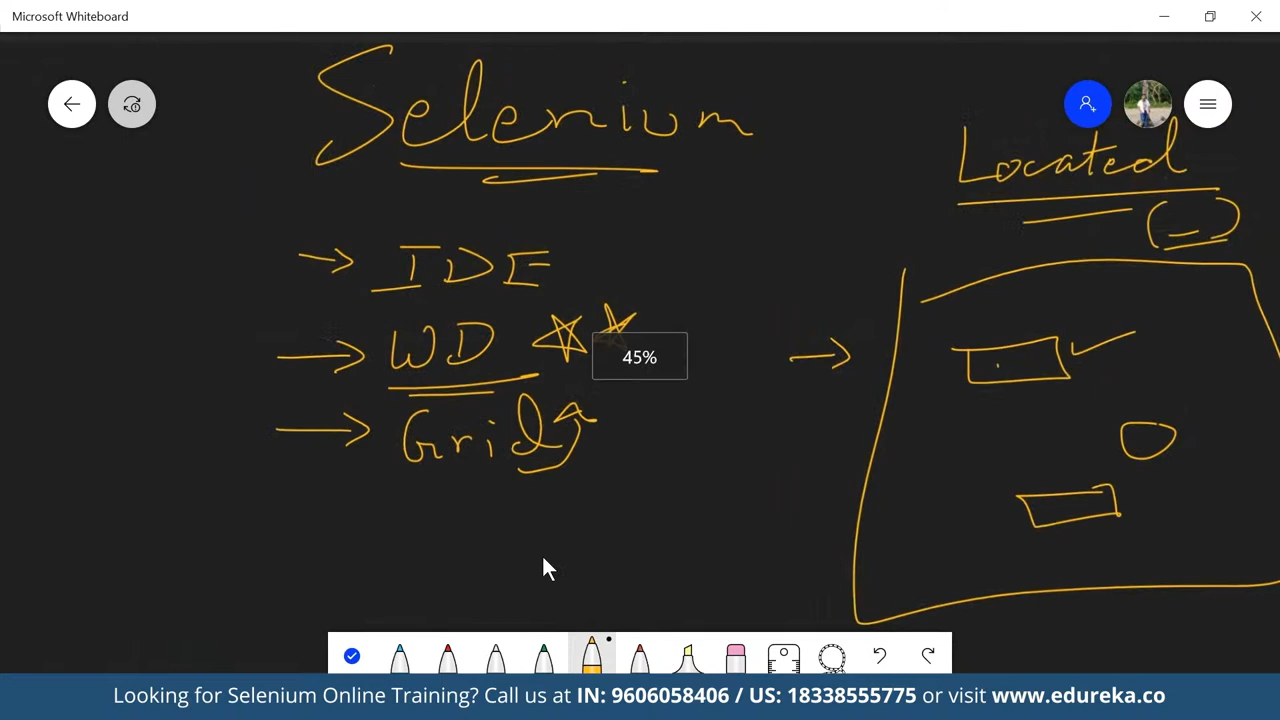 Microsoft Whiteboard
Selenium
Located
IDE
WD
45%
Grid
Looking for Selenium Online Training? Call us at IN: 9606058406 / US: 18338555775 or visit www.edureka.co